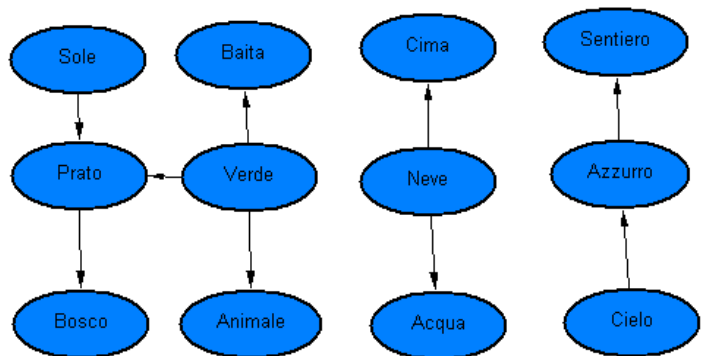 Sole
Baita
Cima
Sentiero
Prato
Verde
Neve
Azzurro
Bosco
Animale
Acqua
Cielo